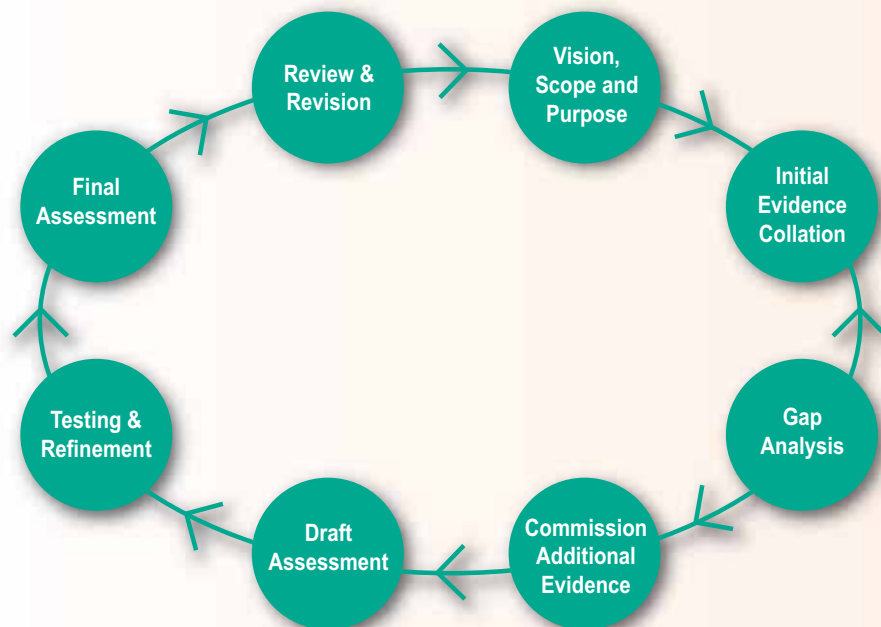 Review &
Revision
Vision,
Scope and
Purpose
Initial
Evidence
Collation
Gap
Analysis
Commission
Additional
Evidence
Draft
Assessment
Testing &
Refinement
Final
Assessment